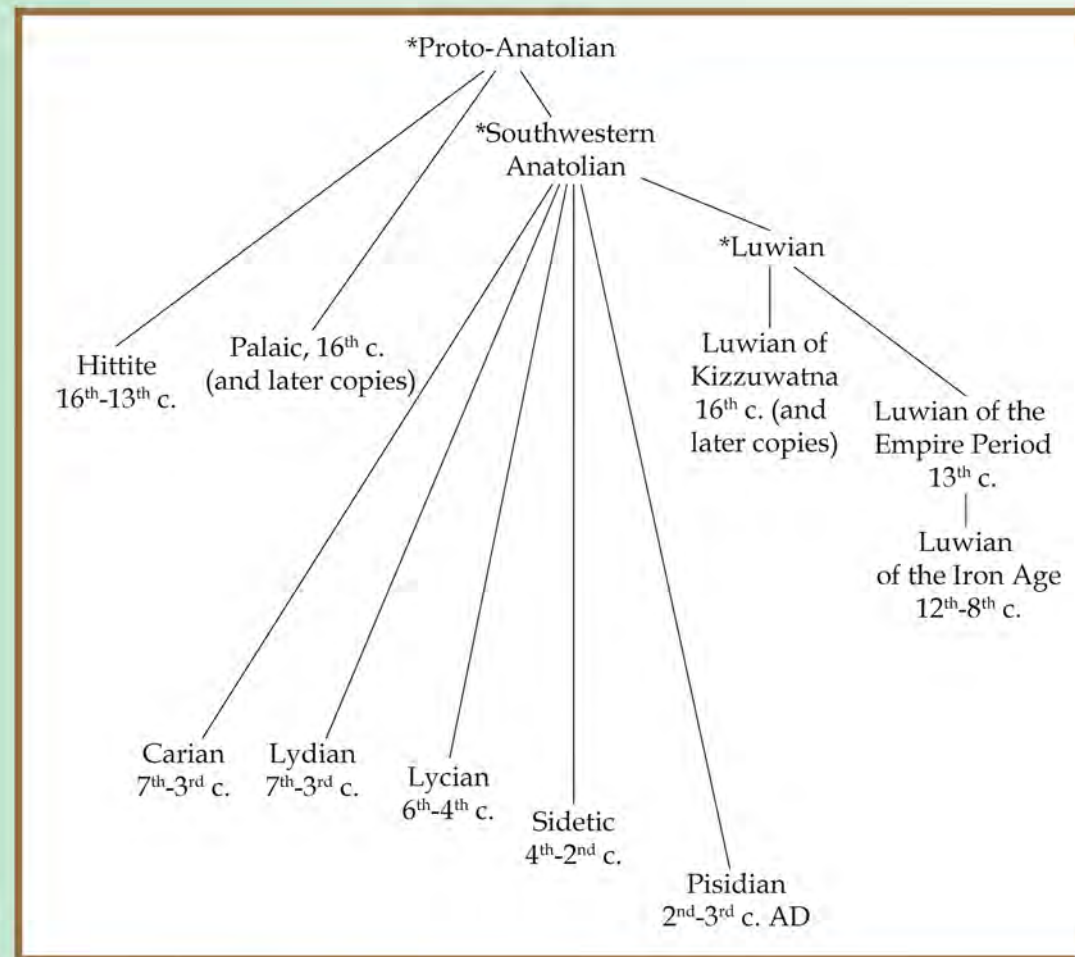 *Proto-Anatolian
*Southwestern
Anatolian
*Luwian
Hittite
16th-13th c.
Palaic, 16th c.
(and later copies)
Luwian of
Kizzuwatna
16th c. (and
later copies)
Luwian of the
Empire Period
13th c.
Luwian
of the Iron Age
12th-8th c.
Carian
7th-3rd c.
Lydian
7th-3rd c.
Lycian
6th-4th c.
Sidetic
4th-2nd c.
Pisidian
2nd-3rd c. AD